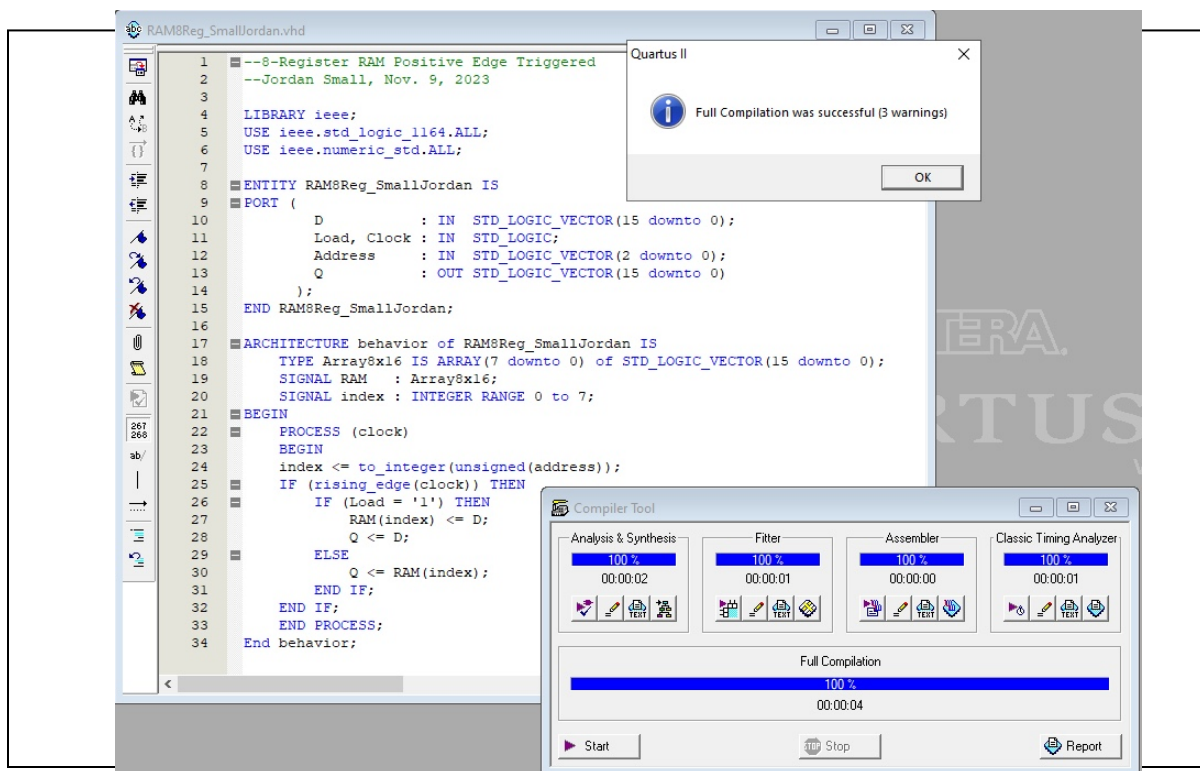 RAM8Reg_SmallJordan.vhd
1 --8-Register RAM Positive Edge Triggered
2 --Jordan Small, Nov. 9, 2023
3
4 LIBRARY ieee;
5 USE ieee.std_logic_1164.ALL;
6 USE ieee.numeric_std.ALL;
7
8 ENTITY RAM8Reg_SmallJordan IS
9 PORT (
10 D : IN STD_LOGIC_VECTOR(15 downto 0);
11 Load, Clock : IN STD_LOGIC;
12 Address : IN STD_LOGIC_VECTOR(2 downto 0);
13 Q : OUT STD_LOGIC_VECTOR(15 downto 0)
14 );
15 END RAM8Reg_SmallJordan;
16
17 ARCHITECTURE behavior of RAM8Reg_SmallJordan IS
18 TYPE Array8x16 IS ARRAY(7 downto 0) of STD_LOGIC_VECTOR(15 downto 0);
19 SIGNAL RAM : Array8x16;
20 SIGNAL index : INTEGER RANGE 0 to 7;
21 BEGIN
22 PROCESS (clock)
23 BEGIN
24 index <= to_integer(unsigned(address));
25 IF (rising_edge(clock)) THEN
26 IF (Load = '1') THEN
27 RAM(index) <= D;
28 Q <= D;
29 ELSE
30 Q <= RAM(index);
31 END IF;
32 END IF;
33 END PROCESS;
34 End behavior;
267
268
ab/
Quartus II
Full Compilation was successful (3 warnings)
OK
TERA.
RTUS
Compiler Tool
Analysis & Synthesis Fitter Assembler Classic Timing Analyzer
100 % 100 % 100 % 100 %
00:00:02 00:00:01 00:00:00 00:00:01
TEXT TEXT TEXT TEXT
Full Compilation
100 %
00:00:04
Start STOP Stop Report